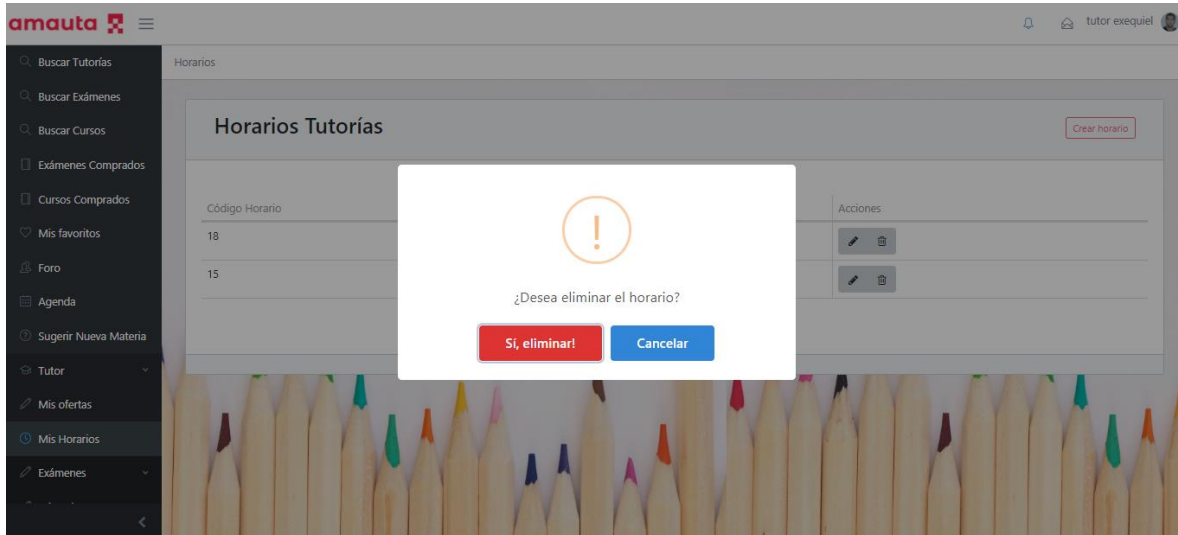 amauta
tutor exequiel
Buscar Tutorías
Buscar Exámenes
Buscar Cursos
Exámenes Comprados
Cursos Comprados
Mis favoritos
Foro
Agenda
Sugerir Nueva Materia
Tutor
Mis ofertas
Mis Horarios
Exámenes
Horarios
Horarios Tutorías
Crear horario
Código Horario
Acciones
18
15
¿Desea eliminar el horario?
Sí, eliminar!
Cancelar